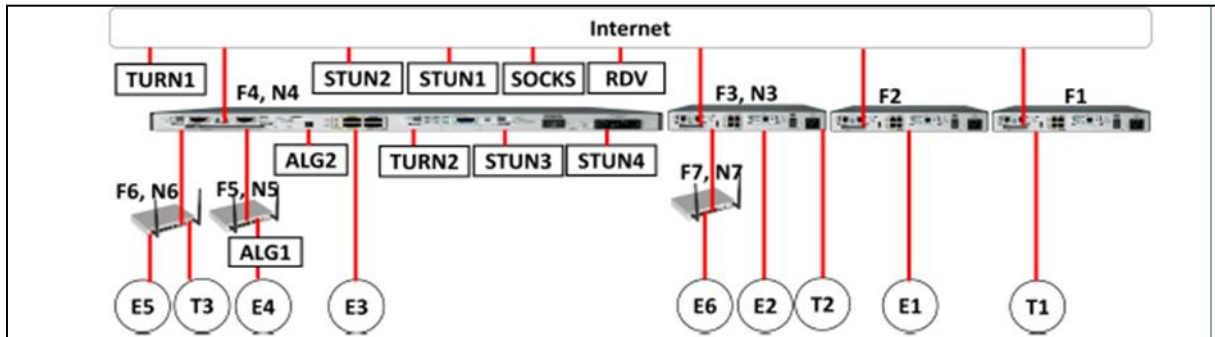 Internet
TURN1 STUN2 STUN1 SOCKS RDV
F4, N4 F3, N3 F2 F1
ALG2 TURN2 STUN3 STUN4
F6, N6 F5, N5 F7, N7
ALG1
E5 T3 E4 E3 E6 E2 T2 E1 T1